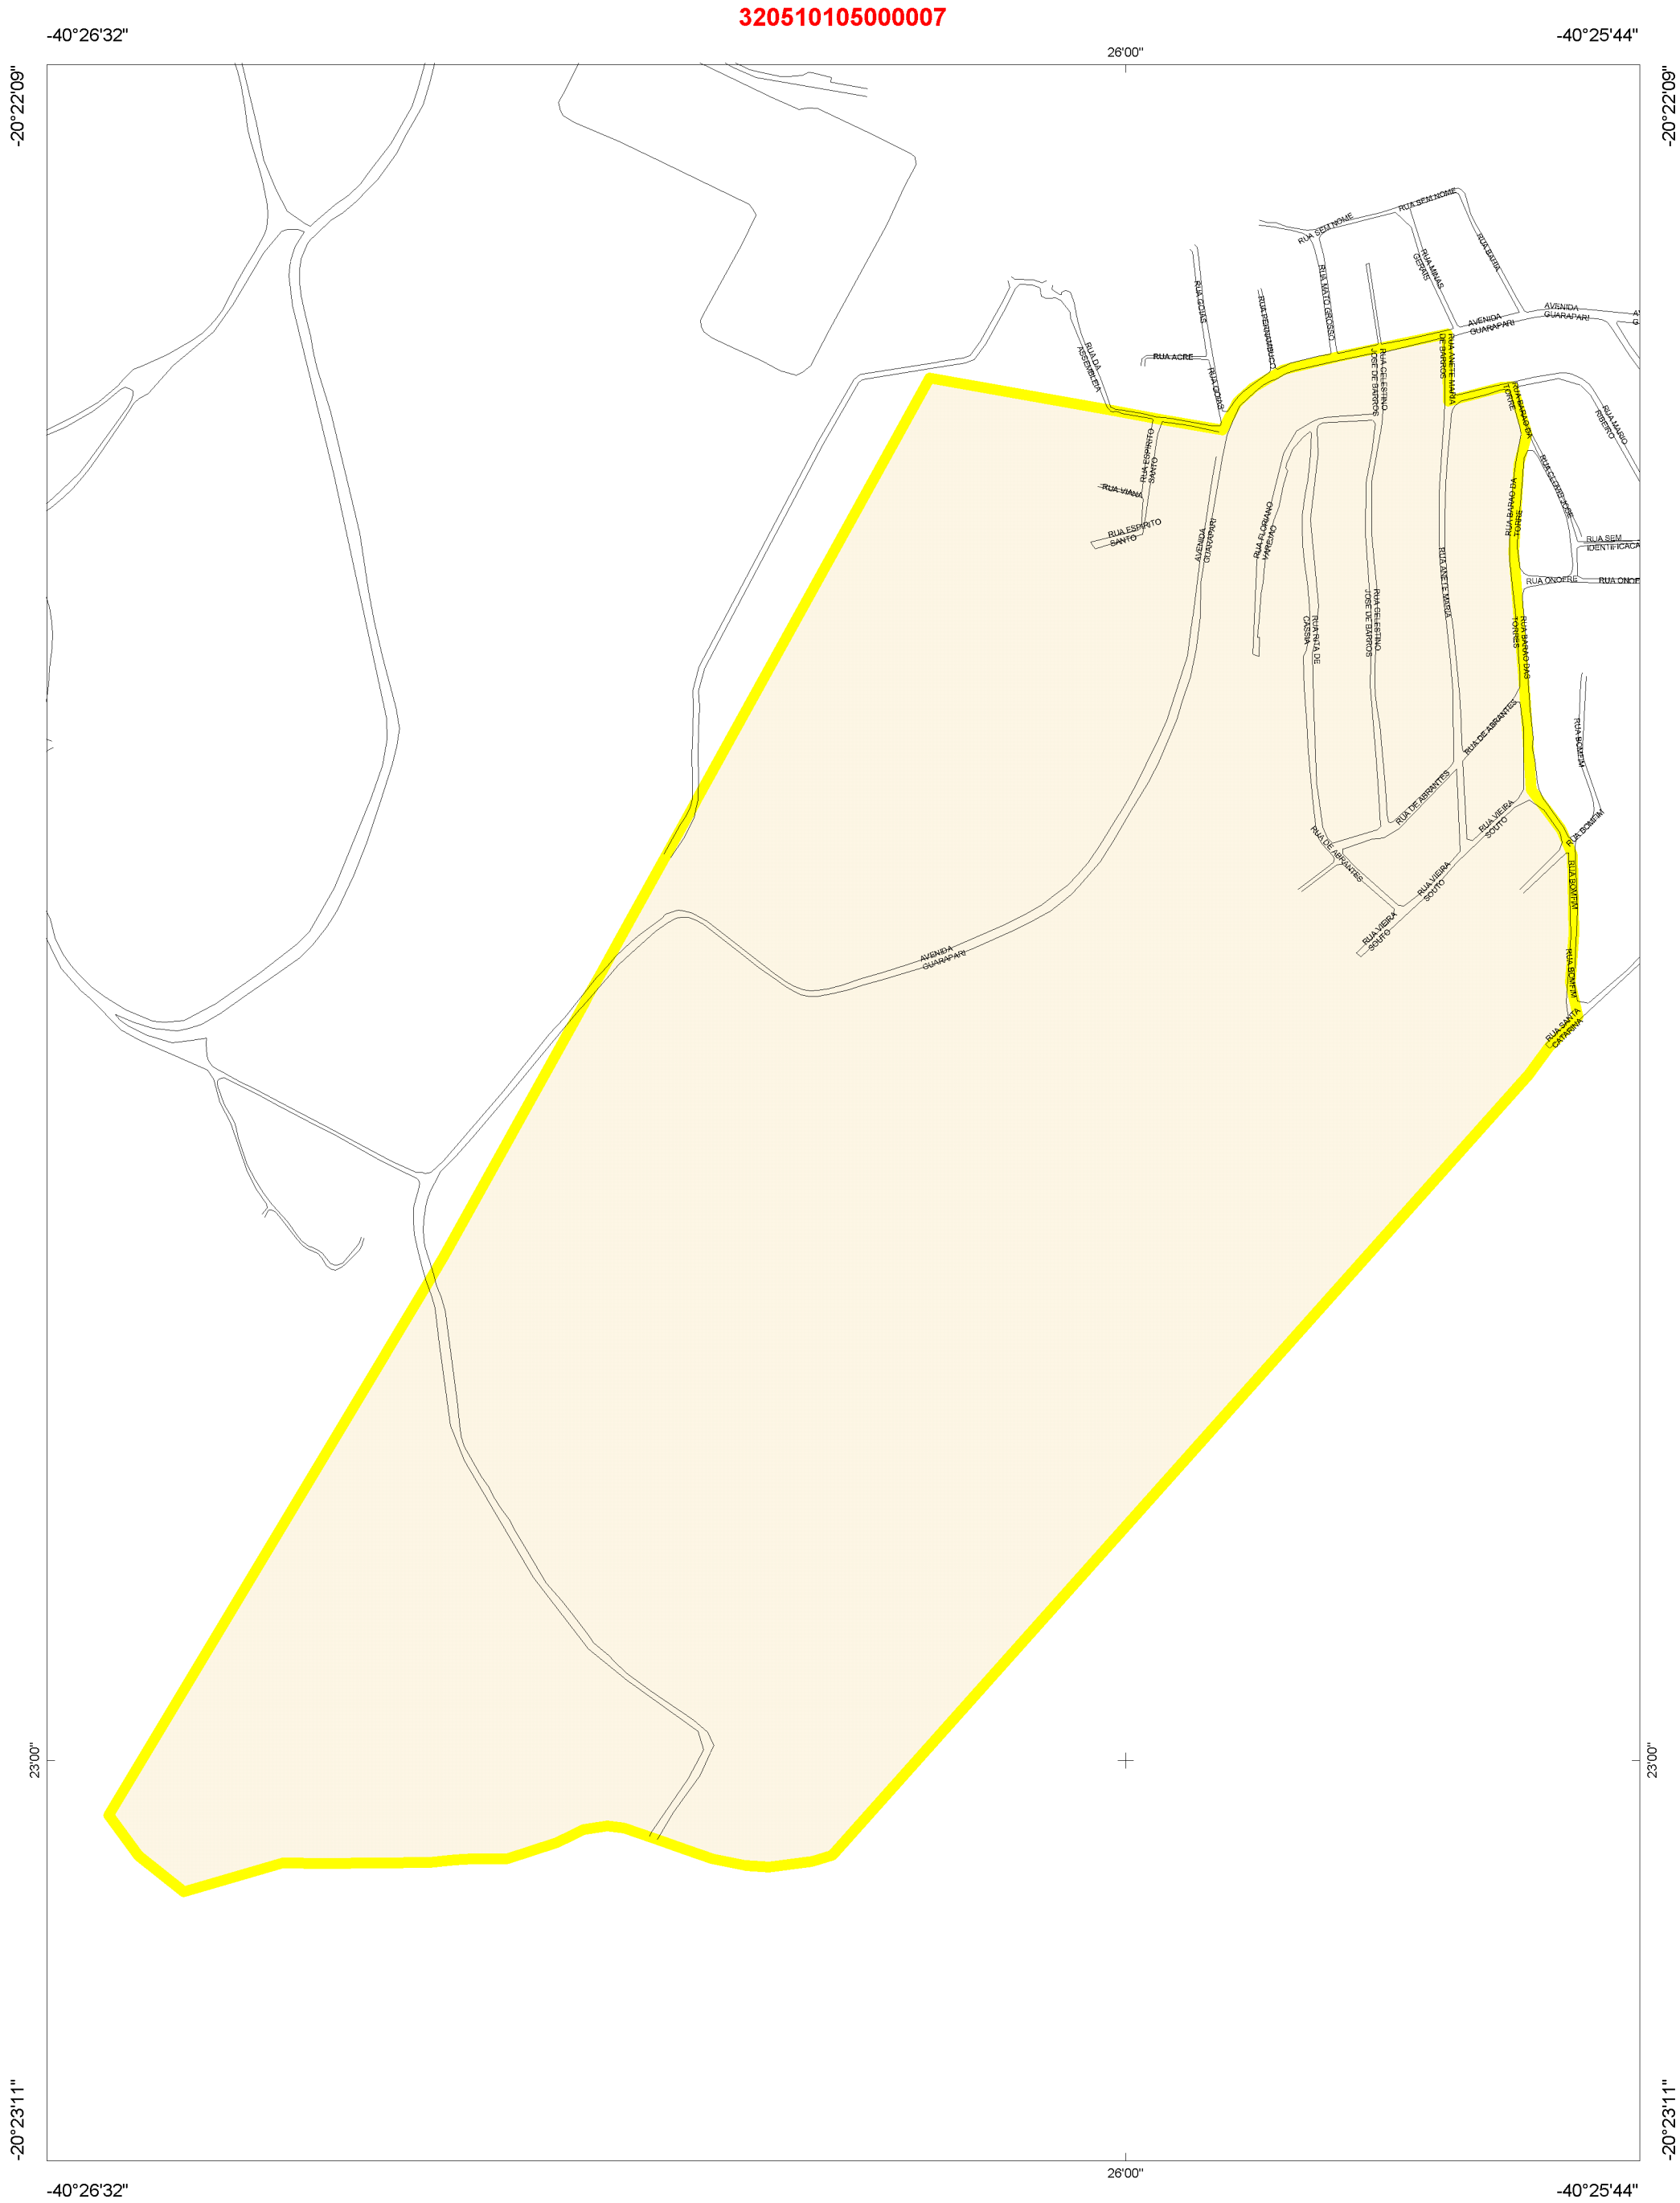 320510105000007
-40°26'32"
-40°25'44"
26'00"
-20°22'09"
-20°22'09"
RUA SEM NOME
RUA SEM NOME
RUA BAHIA
RUA MINAS
GERAIS
RUA MATO GROSSO
RUA GOIAS
RUA PERNAMBUCO
AVENIDA
GUARAPARI
AVENIDA
GUARAPARI
RUA DA
ASSEMBLEIA
RUA ACRE
RUA GOIAS
RUA CELESTINO
JOSE DE BARROS
RUA ANETE MARIA
DE BARROS
RUA BARAO DA
TORRE
RUA MARIO
RIBEIRO
RUA ESPIRITO
SANTO
RUA VIANA
RUA ESPIRITO
SANTO
AVENIDA
GUARAPARI
RUA FLORIANO
VAREJAO
RUA BARAO DA
TORRE
RUA CLOVIS JOSE
RUA SEM
IDENTIFICACA
RUA ONOFRE
RUA ONOF
RUA ANETE MARIA
RUA RITA DE
CASSIA
RUA CELESTINO
JOSE DE BARROS
RUA BARAO DAS
TORRES
RUA DE ABRANTES
RUA BOMFIM
RUA DE ABRANTES
RUA VIEIRA
SOUTO
RUA BOMFIM
RUA DE ABRANTES
RUA VIEIRA
SOUTO
RUA BOMFIM
RUA VIEIRA
SOUTO
AVENIDA
GUARAPARI
RUA BOMFIM
RUA SANTA
CATARINA
23'00"
23'00"
-20°23'11"
-20°23'11"
26'00"
-40°26'32"
-40°25'44"